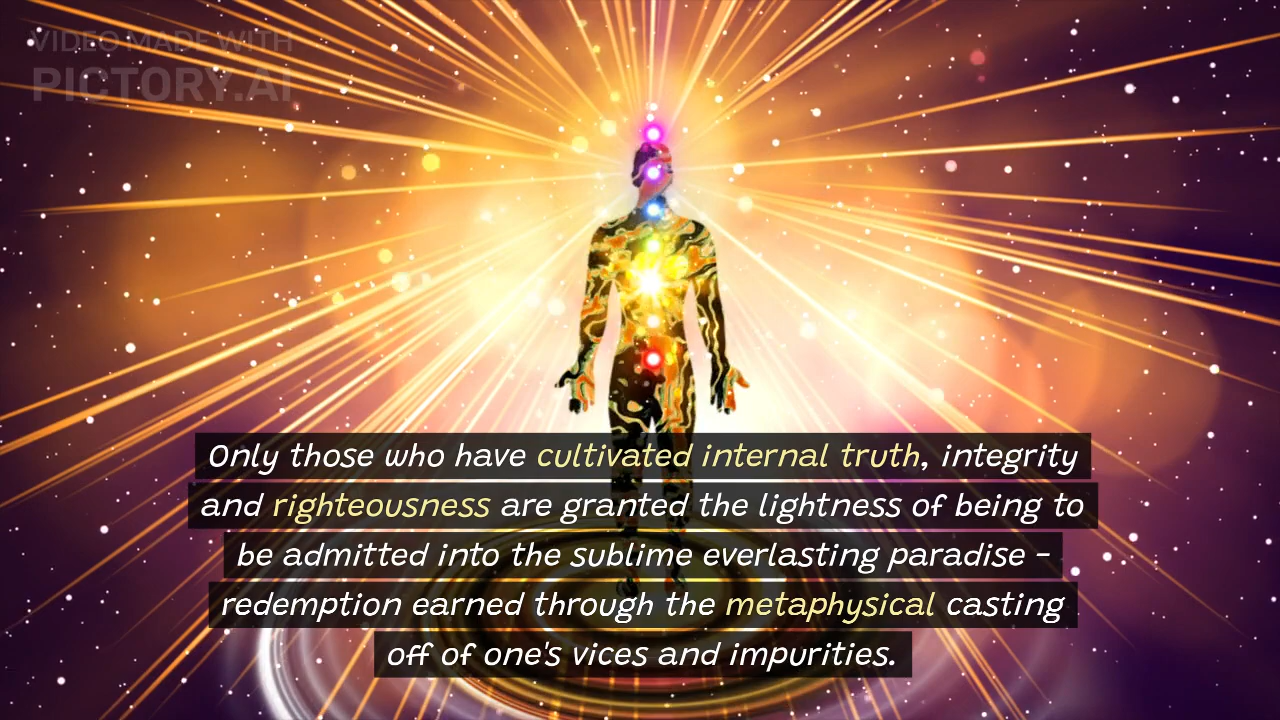 VIDEO MADE WITH
PICTORY.AI
Only those who have cultivated internal truth, integrity
and righteousness are granted the lightness of being to
be admitted into the sublime everlasting paradise -
redemption earned through the metaphysical casting
off of one's vices and impurities.